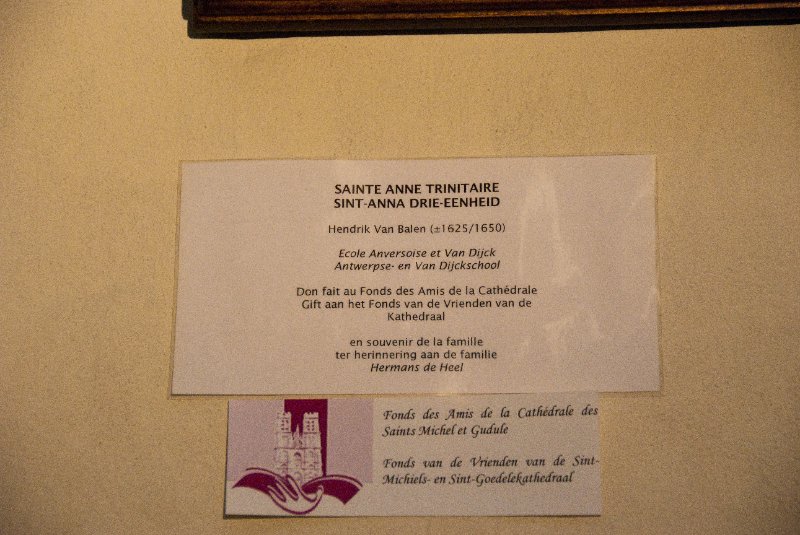 SAINTE ANNE TRINITAIRE
SINT-ANNA DRIE-EENHEID
Hendrik Van Balen (±1625/1650)
Ecole Anversoise et Van Dijck
Antwerpse- en Van Dijckschool
Don fait au Fonds des Amis de la Cathédrale
Gift aan het Fonds van de Vrienden van de
Kathedraal
en souvenir de la famille
ter herinnering aan de familie
Hermans de Heel
Fonds des Amis de la Cathédrale des
Saints Michel et Gudule
Fonds van de Vrienden van de Sint-
Michiels- en Sint-Goedelekathedraal